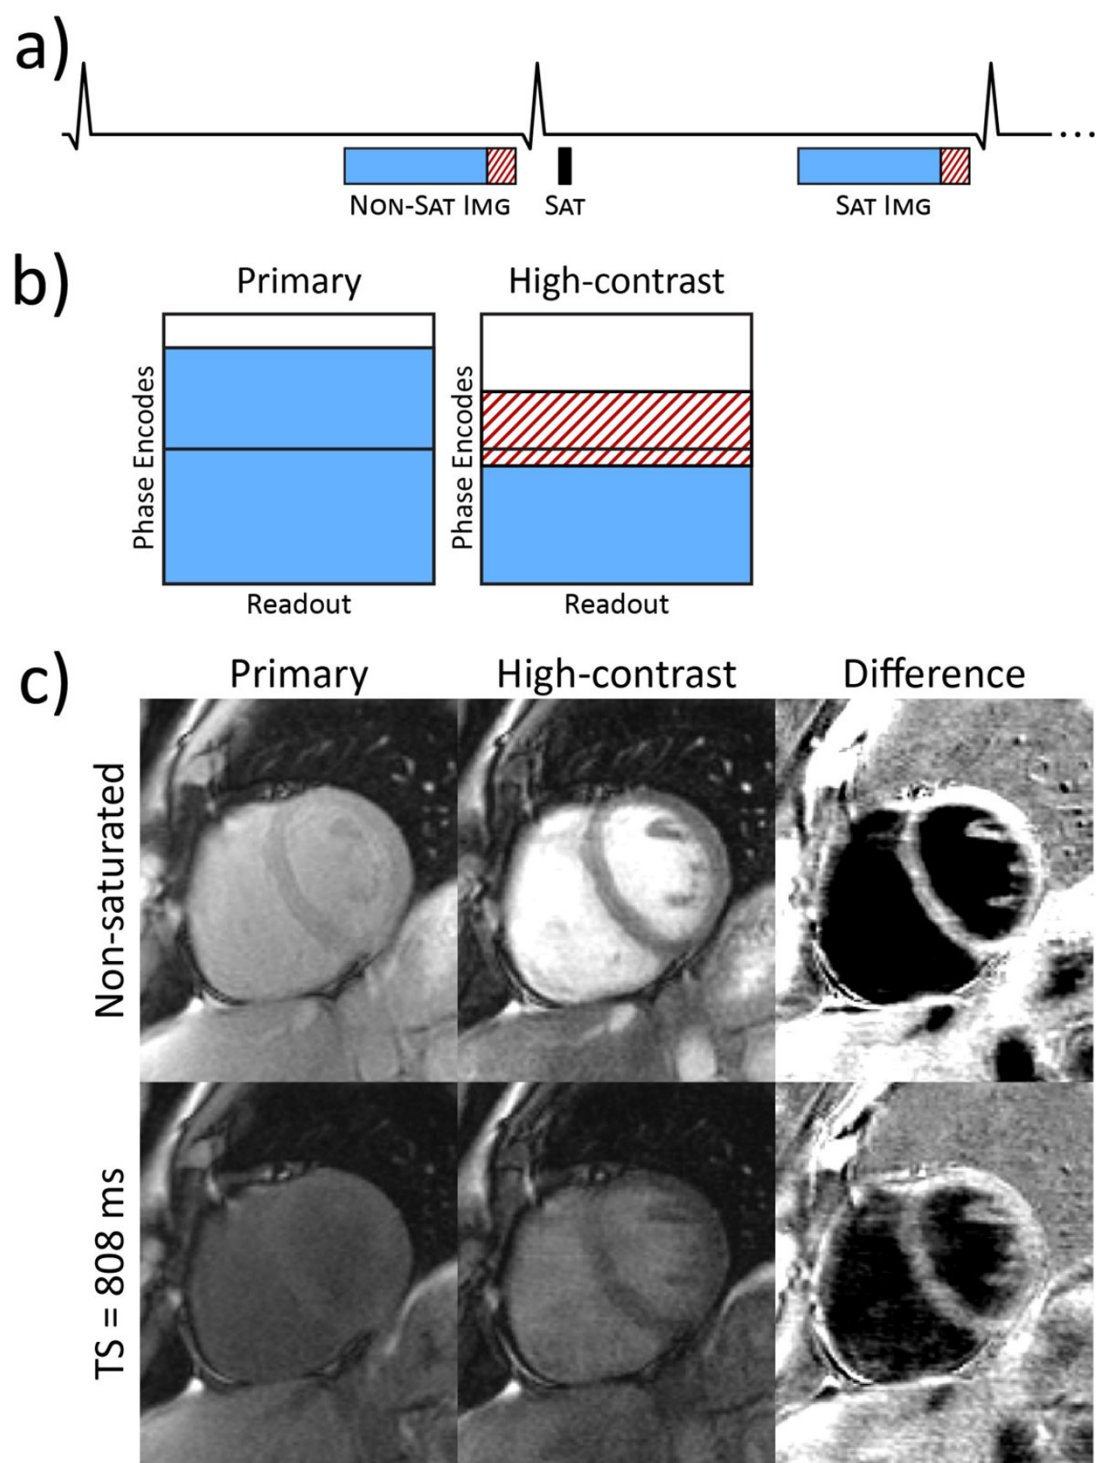 a)
NON-SAT IMG
SAT
SAT IMG
b)
Primary
High-contrast
Phase Encodes
Phase Encodes
Readout
Readout
c)
Primary
High-contrast
Difference
Non-saturated
TS = 808 ms